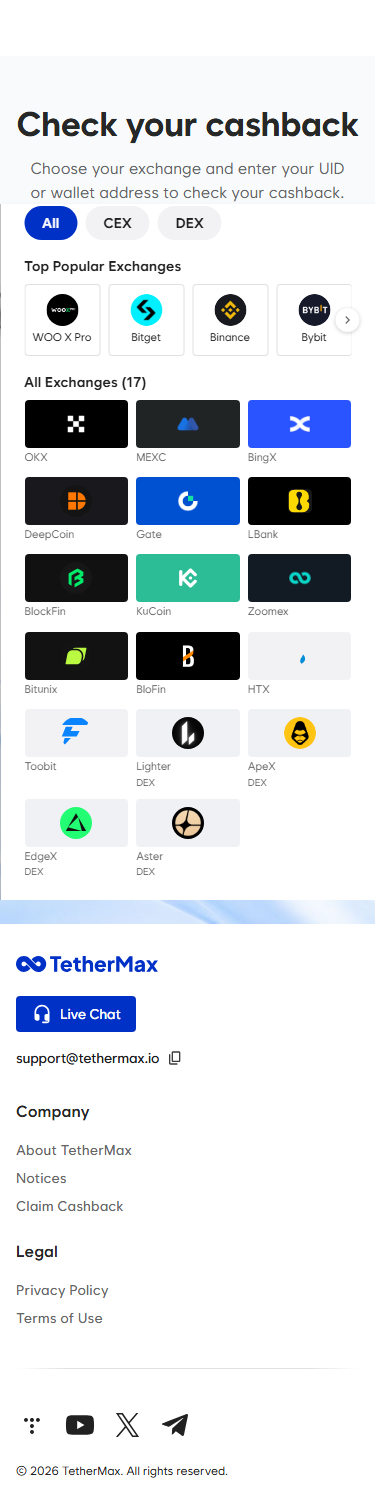 Check your cashback
Choose your exchange and enter your UID
or wallet address to check your cashback.
All
CEX
DEX
Top Popular Exchanges
WOO X Pro
Bitget
Binance
Bybit
All Exchanges (17)
OKX
MEXC
BingX
DeepCoin
Gate
LBank
BlockFin
KuCoin
Zoomex
Bitunix
BloFin
HTX
Toobit
Lighter
DEX
ApeX
DEX
EdgeX
DEX
Aster
DEX
TetherMax
Live Chat
support@tethermax.io
Company
About TetherMax
Notices
Claim Cashback
Legal
Privacy Policy
Terms of Use
© 2026 TetherMax. All rights reserved.